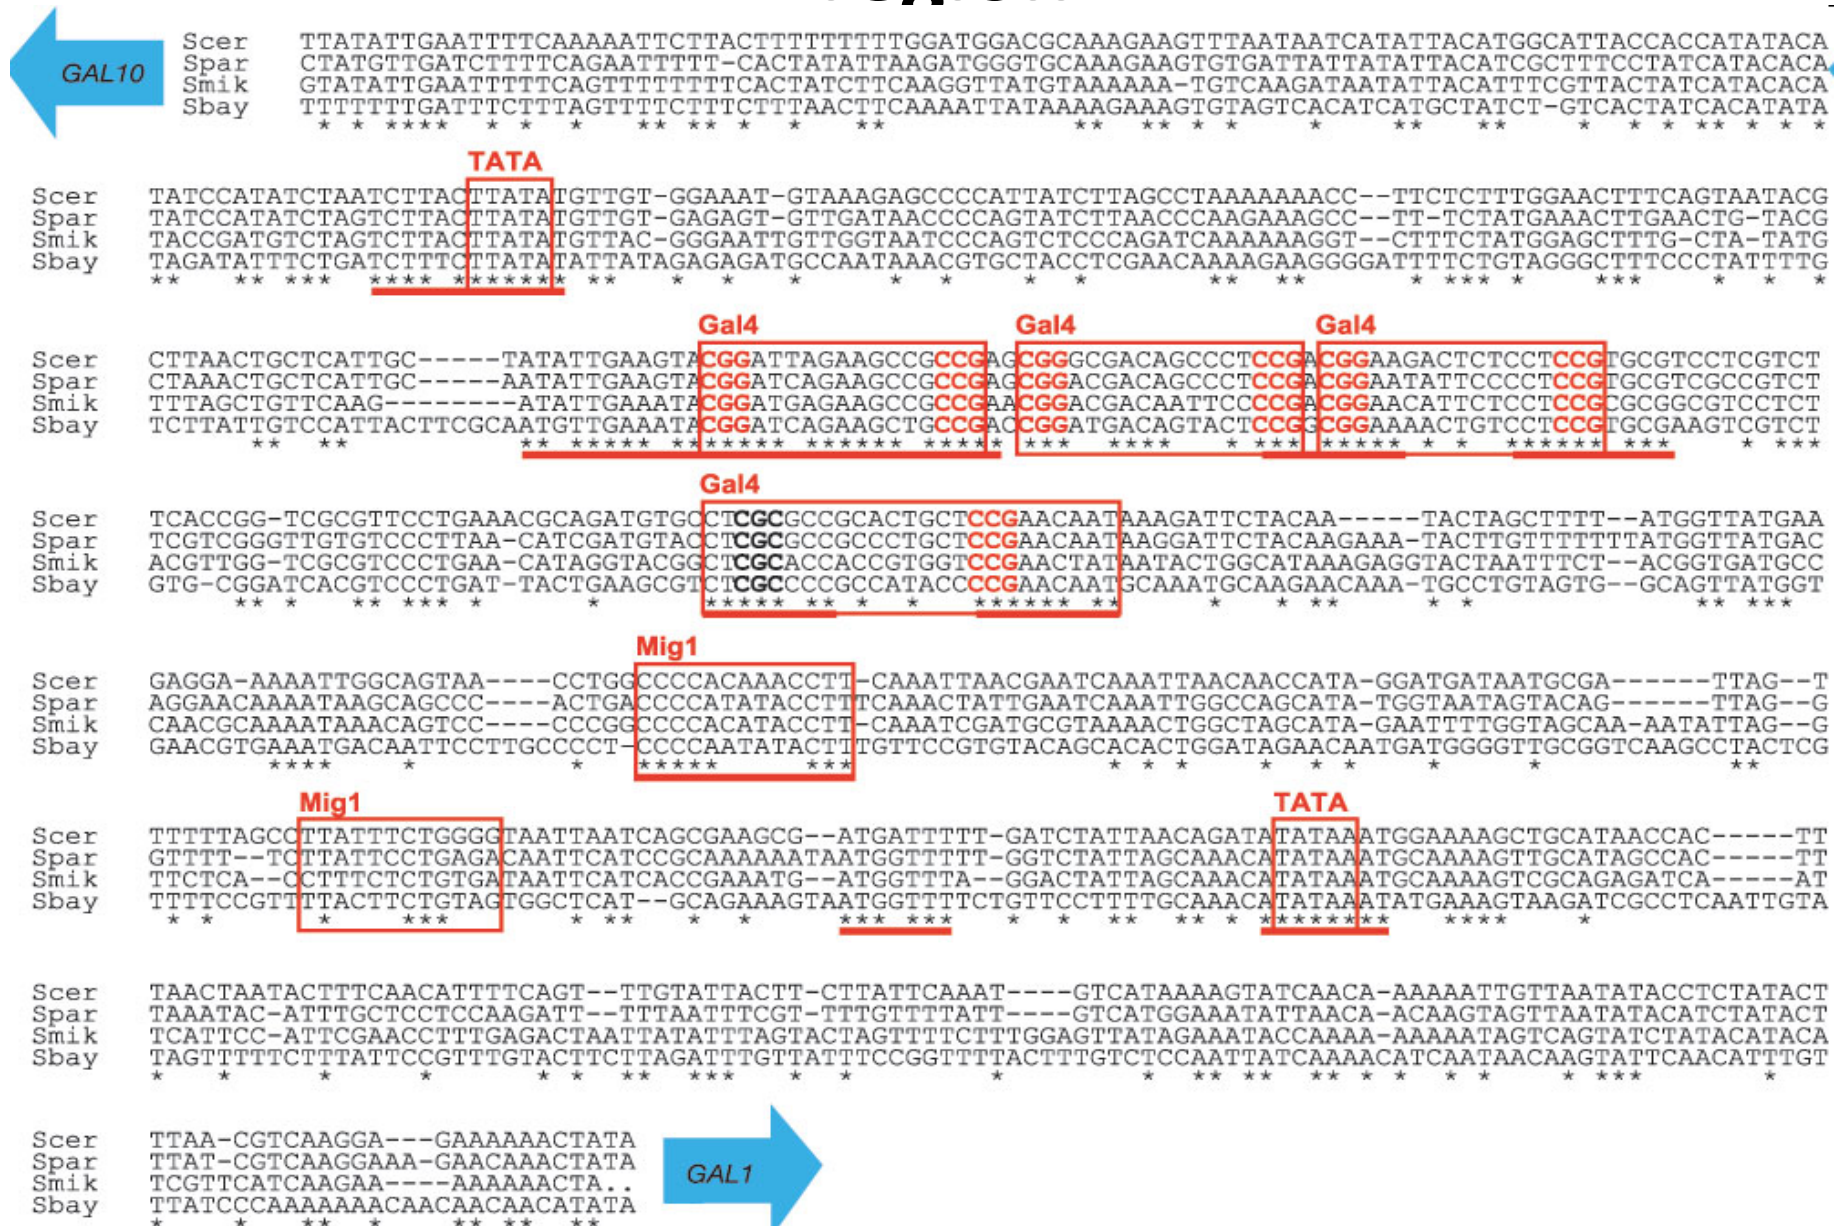 Scer TTATATTGAATTTTCAAAAATTCTTACTTTTTTTTTGGATGGACGCAAAGAAGTTTAATAATCATATTACATGGCATTACCACCATATACA
GAL10
Spar CTATGTTGATCTTTTCAGAATTTTT-CACTATATTAAGATGGGTGCAAAGAAGTGTGATTATTATATTACATCGCTTTCCTATCATACACA
Smik GTATATTGAATTTTTCAGTTTTTTTTCACTATCTTCAAGGTTATGTAAAAAA-TGTCAAGATAATATTACATTTCGTTACTATCATACACA
Sbay TTTTTTTGATTTCTTTAGTTTTCTTTCTTTAACTTCAAAATTATAAAAGAAAGTGTAGTCACATCATGCTATCT-GTCACTATCACATATA
* * **** * * * ** ** * * ** ** ** * * * ** ** * * * ** * * *
TATA
Scer TATCCATATCTAATCTTACTTATATGTTGT-GGAAAT-GTAAAGAGCCCCATTATCTTAGCCTAAAAAAACC--TTCTCTTTGGAACTTTCAGTAATACG
Spar TATCCATATCTAGTCTTACTTATATGTTGT-GAGAGT-GTTGATAACCCCAGTATCTTAACCCAAGAAAGCC--TT-TCTATGAAACTTGAACTG-TACG
Smik TACCGATGTCTAGTCTTACTTATATGTTAC-GGGAATTGTTGGTAATCCCAGTCTCCCAGATCAAAAAAGGT--CTTTCTATGGAGCTTTG-CTA-TATG
Sbay TAGATATTTCTGATCTTTCTTATATATTATAGAGAGATGCCAATAAACGTGCTACCTCGAACAAAAGAAGGGGATTTTCTGTAGGGCTTTCCCTATTTTG
** ** *** **** ******* ** * * * * * * * ** ** * *** * *** * * *
Gal4 Gal4 Gal4
Scer CTTAACTGCTCATTGC-----TATATTGAAGTACGGATTAGAAGCCGCCGAGCGGGCGACAGCCCTCCGACGGAAGACTCTCCTCCGTGCGTCCTCGTCT
Spar CTAAACTGCTCATTGC-----AATATTGAAGTACGGATCAGAAGCCGCCGAGCGGACGACAGCCCTCCGACGGAATATTCCCCTCCGTGCGTCGCCGTCT
Smik TTTAGCTGTTCAAG--------ATATTGAAATACGGATGAGAAGCCGCCGAACGGACGACAATTCCCCGACGGAACATTCTCCTCCGCGCGGCGTCCTCT
Sbay TCTTATTGTCCATTACTTCGCAATGTTGAAATACGGATCAGAAGCTGCCGACCGGATGACAGTACTCCGGCGGAAAACTGTCCTCCGTGCGAAGTCGTCT
** ** ** ***** ******* ****** ***** *** **** * *** ***** * * ****** *** * ***
Gal4
Scer TCACCGG-TCGCGTTCCTGAAACGCAGATGTGCCTCGCGCCGCACTGCTCCGAACAATAAAGATTCTACAA-----TACTAGCTTTT--ATGGTTATGAA
Spar TCGTCGGGTTGTGTCCCTTAA-CATCGATGTACCTCGCGCCGCCCTGCTCCGAACAATAAGGATTCTACAAGAAA-TACTTGTTTTTTTATGGTTATGAC
Smik ACGTTGG-TCGCGTCCCTGAA-CATAGGTACGGCTCGCACCACCGTGGTCCGAACTATAATACTGGCATAAAGAGGTACTAATTTCT--ACGGTGATGCC
Sbay GTG-CGGATCACGTCCCTGAT-TACTGAAGCGTCTCGCCCCGCCATACCCCGAACAATGCAAATGCAAGAACAAA-TGCCTGTAGTG--GCAGTTATGGT
** * ** *** * * ***** ** * * ****** ** * * ** * * ** ***
Mig1
Scer GAGGA-AAAATTGGCAGTAA----CCTGGCCCCACAAACCTT-CAAATTAACGAATCAAATTAACAACCATA-GGATGATAATGCGA------TTAG--T
Spar AGGAACAAAATAAGCAGCCC----ACTGACCCCATATACCTTTCAAACTATTGAATCAAATTGGCCAGCATA-TGGTAATAGTACAG------TTAG--G
Smik CAACGCAAAATAAACAGTCC----CCCGGCCCCACATACCTT-CAAATCGATGCGTAAAACTGGCTAGCATA-GAATTTTGGTAGCAA-AATATTAG--G
Sbay GAACGTGAAATGACAATTCCTTGCCCCT-CCCCAATATACTTTGTTCCGTGTACAGCACACTGGATAGAACAATGATGGGGTTGCGGTCAAGCCTACTCG
**** * * ***** *** * * * * * * * * **
Mig1 TATA
Scer TTTTTAGCCTTATTTCTGGGGTAATTAATCAGCGAAGCG--ATGATTTTT-GATCTATTAACAGATATATAAATGGAAAAGCTGCATAACCAC-----TT
Spar GTTTT--TCTTATTCCTGAGACAATTCATCCGCAAAAAATAATGGTTTTT-GGTCTATTAGCAAACATATAAATGCAAAAGTTGCATAGCCAC-----TT
Smik TTCTCA--CCTTTCTCTGTGATAATTCATCACCGAAATG--ATGGTTTA--GGACTATTAGCAAACATATAAATGCAAAAGTCGCAGAGATCA-----AT
Sbay TTTTCCGTTTTACTTCTGTAGTGGCTCAT--GCAGAAAGTAATGGTTTTCTGTTCCTTTTGCAAACATATAAATATGAAAGTAAGATCGCCTCAATTGTA
* * * *** * ** * * *** *** * * ** ** * ******** **** *
Scer TAACTAATACTTTCAACATTTTCAGT--TTGTATTACTT-CTTATTCAAAT----GTCATAAAAGTATCAACA-AAAAATTGTTAATATACCTCTATACT
Spar TAAATAC-ATTTGCTCCTCCAAGATT--TTTAATTTCGT-TTTGTTTTATT----GTCATGGAAATATTAACA-ACAAGTAGTTAATATACATCTATACT
Smik TCATTCC-ATTCGAACCTTTGAGACTAATTATATTTAGTACTAGTTTTCTTTGGAGTTATAGAAATACCAAAA-AAAAATAGTCAGTATCTATACATACA
Sbay TAGTTTTTCTTTATTCCGTTTGTACTTCTTAGATTTGTTATTTCCGGTTTTACTTTGTCTCCAATTATCAAAACATCAATAACAAGTATTCAACATTTGT
* * * * * * ** *** * * * * ** ** ** * * * * * *** *
Scer TTAA-CGTCAAGGA---GAAAAAACTATA
Spar TTAT-CGTCAAGGAAA-GAACAAACTATA
GAL1
Smik TCGTTCATCAAGAA----AAAAAACTA..
Sbay TTATCCCAAAAAAACAACAACAACATATA
* * ** * ** ** **